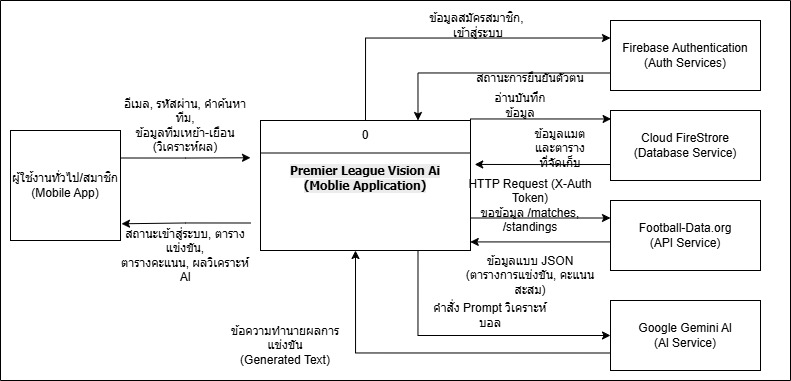 ข้อมูลสมัครสมาชิก,
เข้าสู่ระบบ
Firebase Authentication
(Auth Services)
สถานะการยืนยันตัวตน
อีเมล, รหัสผ่าน, คำค้นหา
ทีม,
ข้อมูลทีมเหย้า-เยือน
(วิเคราะห์ผล)
อ่านบันทึก
ข้อมูล
0
Cloud FireStrore
(Database Service)
ข้อมูลแมต
และตาราง
ที่จัดเก็บ
ผู้ใช้งานทั่วไป/สมาชิก
(Mobile App)
Premier League Vision Ai
(Moblie Application)
HTTP Request (X-Auth
Token)
ขอข้อมูล /matches,
/standings
Football-Data.org
(API Service)
สถานะเข้าสู่ระบบ, ตาราง
แข่งขัน,
ตารางคะแนน, ผลวิเคราะห์
AI
ข้อมูลแบบ JSON
(ตารางการแข่งขัน, คะแนน
สะสม)
คำสั่ง Prompt วิเคราะห์
บอล
Google Gemini AI
(AI Service)
ข้อความทำนายผลการ
แข่งขัน
(Generated Text)